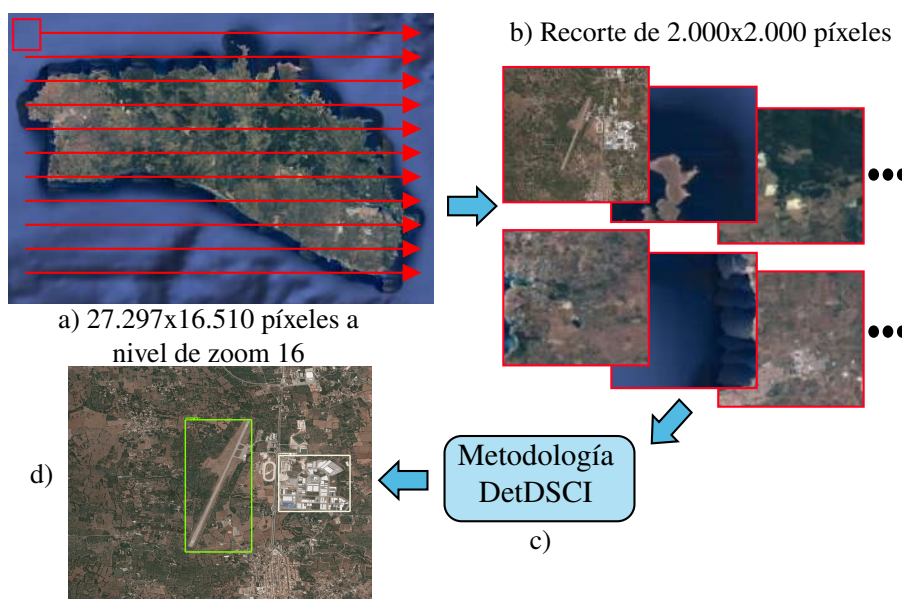 b) Recorte de 2.000x2.000 píxeles
a) 27.297x16.510 píxeles a
nivel de zoom 16
d)
Metodología
DetDSCI
c)